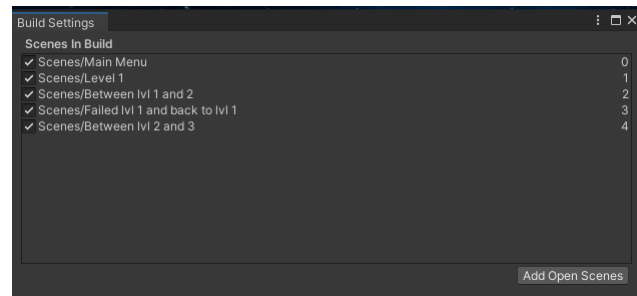 Build Settings
Scenes In Build
Scenes/Main Menu 0
Scenes/Level 1 1
Scenes/Between lvl 1 and 2 2
Scenes/Failed lvl 1 and back to lvl 1 3
Scenes/Between lvl 2 and 3 4
Add Open Scenes